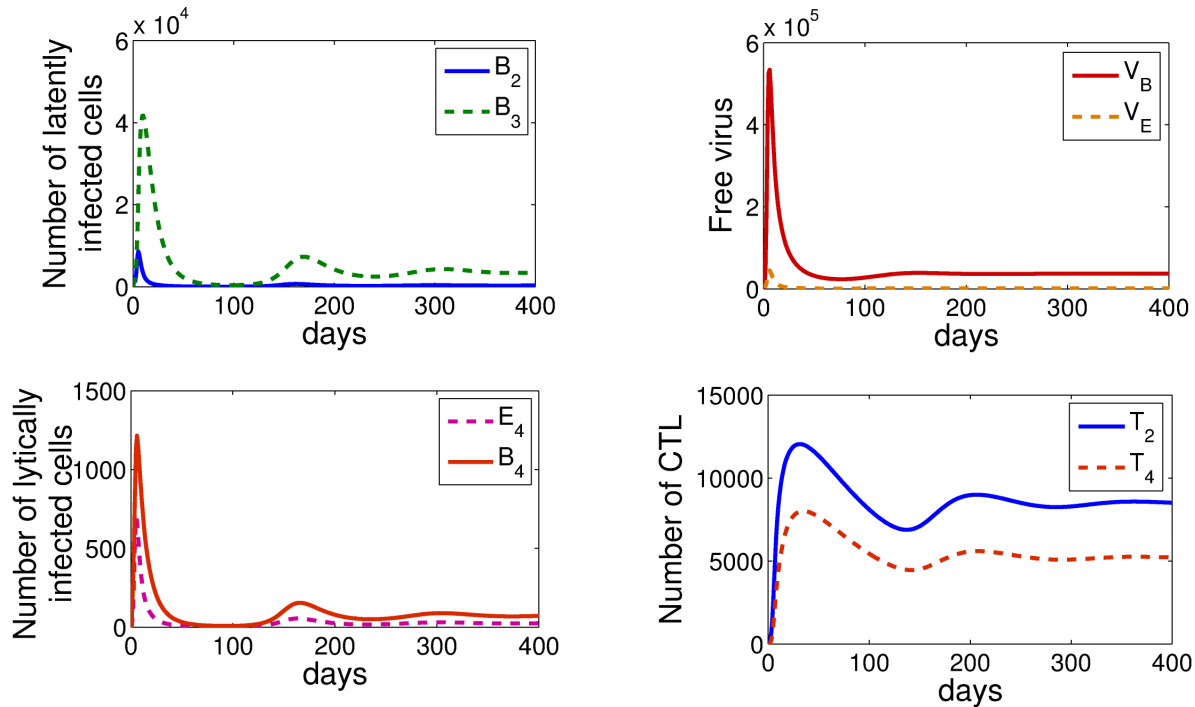 Number of latently
infected cells
x 10^4
6
4
2
0
0 100 200 300 400
days
B_2
B_3
Free virus
x 10^5
6
4
2
0
0 100 200 300 400
days
V_B
V_E
Number of lytically
infected cells
1500
1000
500
0
0 100 200 300 400
days
E_4
B_4
Number of CTL
15000
10000
5000
0
0 100 200 300 400
days
T_2
T_4